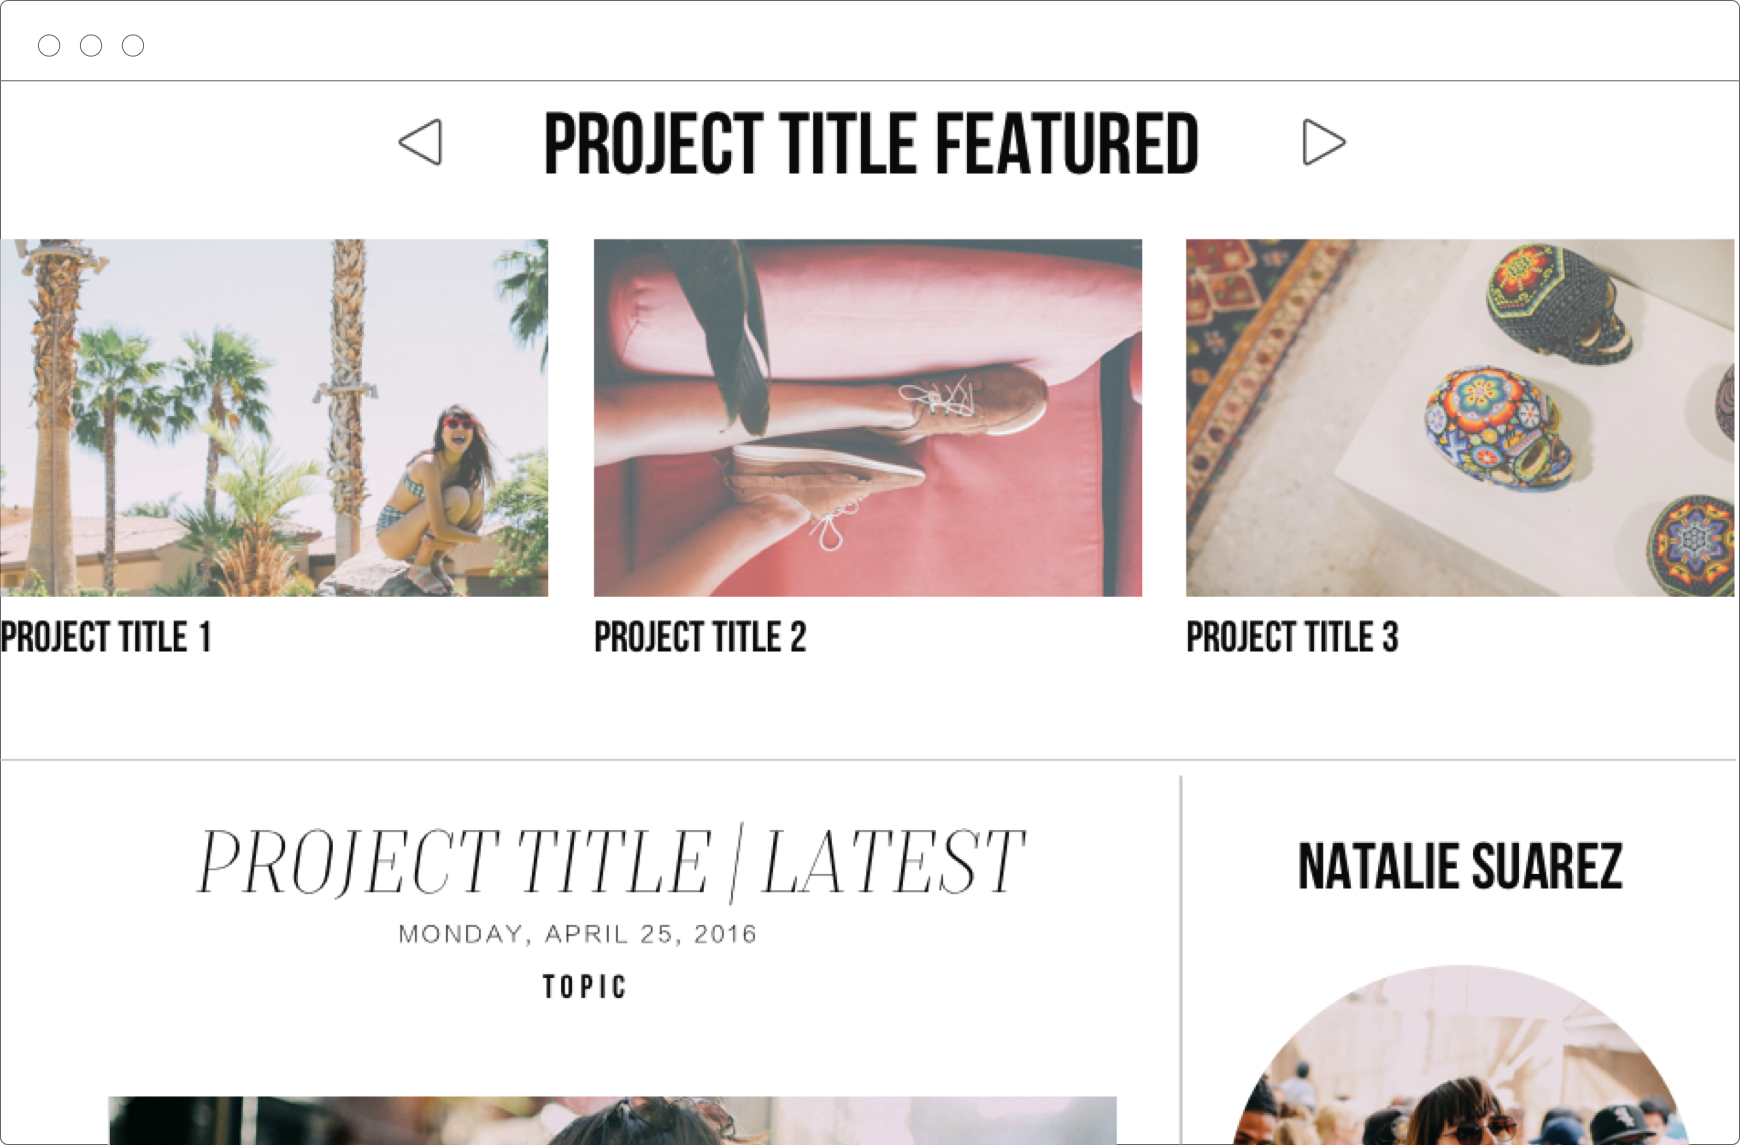 PROJECT TITLE FEATURED
PROJECT TITLE 1
PROJECT TITLE 2
PROJECT TITLE 3
PROJECT TITLE | LATEST
MONDAY, APRIL 25, 2016
TOPIC
NATALIE SUAREZ